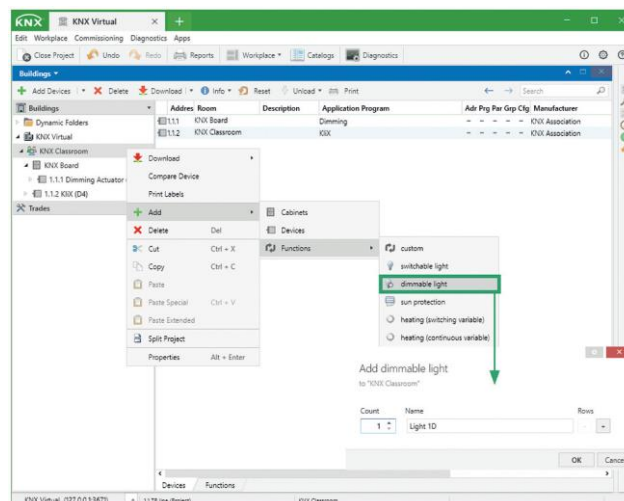 KNX KNX Virtual × +
Edit Workplace Commissioning Diagnostics Apps
Close Project Undo Redo Reports Workplace Catalogs Diagnostics
Buildings
Add Devices Delete Download Info Reset Unload Print Search
Buildings Addres Room Description Application Program Adr Prg Par Grp Cfg Manufacturer
Dynamic Folders 1.1.1 KNX Board Dimming - - - - - KNX Association
KNX Virtual 1.1.2 KNX Classroom KliX - - - - - KNX Association
KNX Classroom
KNX Board
1.1.1 Dimming Actuator
1.1.2 KliX (D4)
Trades
Download
Compare Device
Print Labels
Add
Delete Del
Cut Ctrl + X
Copy Ctrl + C
Paste
Paste Special Ctrl + V
Paste Extended
Split Project
Properties Alt + Enter
Cabinets
Devices
Functions
custom
switchable light
dimmable light
sun protection
heating (switching variable)
heating (continuous variable)
Add dimmable light
to "KNX Classroom"
Count Name Rows
1 Light 1D
OK Cance
Devices Functions
KNX Classroom